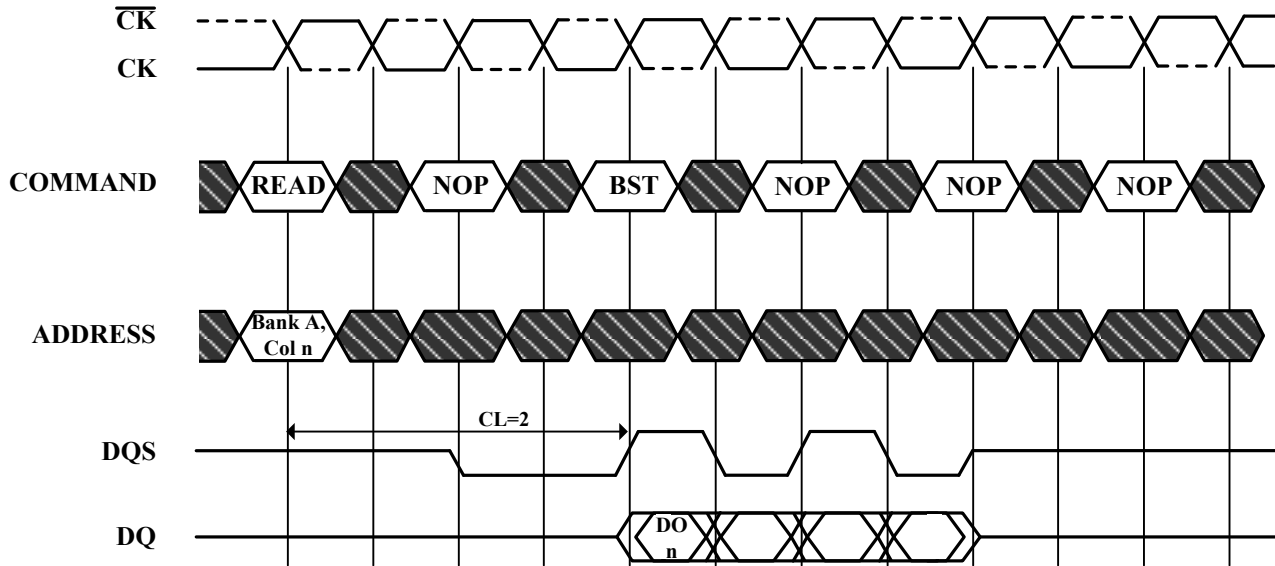 CK
CK
COMMAND READ NOP BST NOP NOP NOP
ADDRESS Bank A,
Col n
CL=2
DQS
DQ DO
n